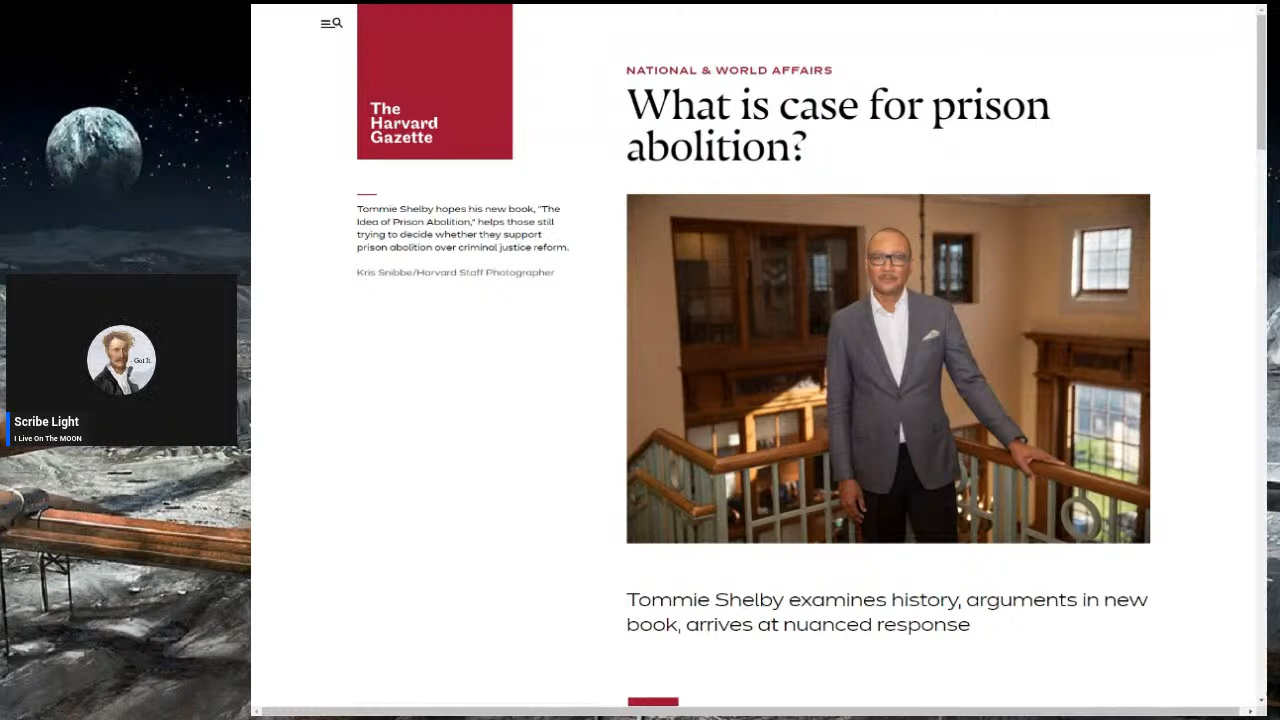 The
Harvard
Gazette
NATIONAL & WORLD AFFAIRS
What is case for prison
abolition?
Tommie Shelby hopes his new book, "The
Idea of Prison Abolition," helps those still
trying to decide whether they support
prison abolition over criminal justice reform.
Kris Snibbe/Harvard Staff Photographer
- Got It.
Scribe Light
I Live On The MOON
Tommie Shelby examines history, arguments in new
book, arrives at nuanced response